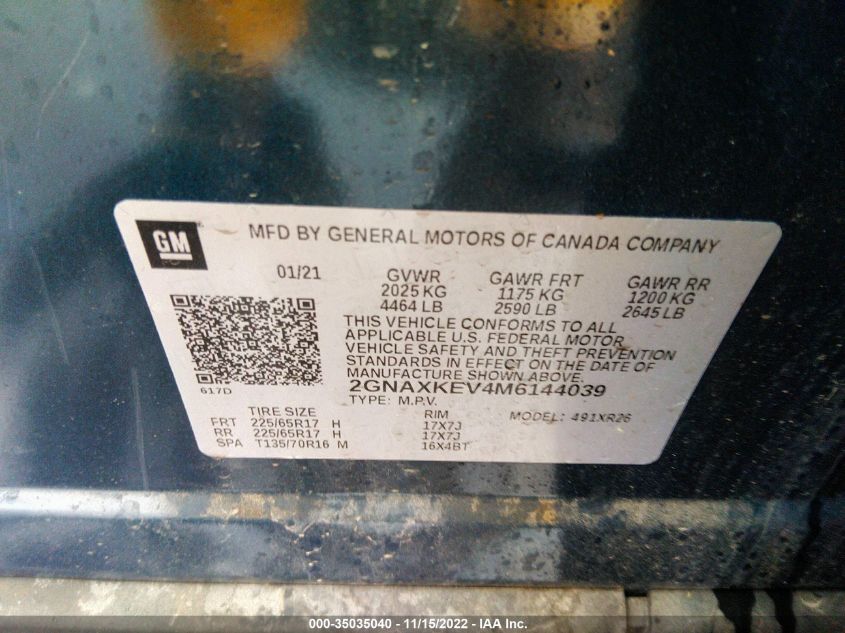 GM
MFD BY GENERAL MOTORS OF CANADA COMPANY
01/21 GVWR GAWR FRT GAWR RR
2025 KG 1175 KG 1200 KG
4464 LB 2590 LB 2645 LB
THIS VEHICLE CONFORMS TO ALL
APPLICABLE U.S. FEDERAL MOTOR
VEHICLE SAFETY AND THEFT PREVENTION
STANDARDS IN EFFECT ON THE DATE OF
MANUFACTURE SHOWN ABOVE.
617D
2GNAXKEV4M6144039
TYPE: M.P.V. MODEL: 491XR26
TIRE SIZE RIM
FRT 225/65R17 H 17X7J
RR 225/65R17 H 17X7J
SPA T135/70R16 M 16X4BT
000-35035040 - 11/15/2022 - IAA Inc.